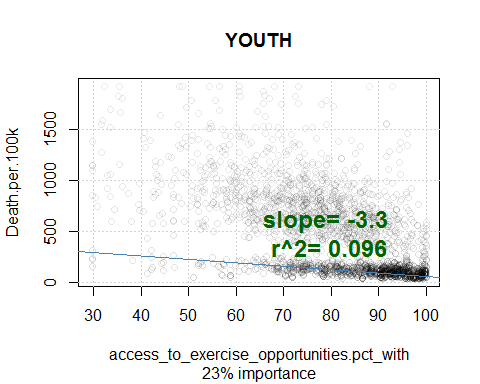 YOUTH
Death.per.100k
1500
1000
500
0
slope= -3.3
r^2= 0.096
30 40 50 60 70 80 90 100
access_to_exercise_opportunities.pct_with
23% importance